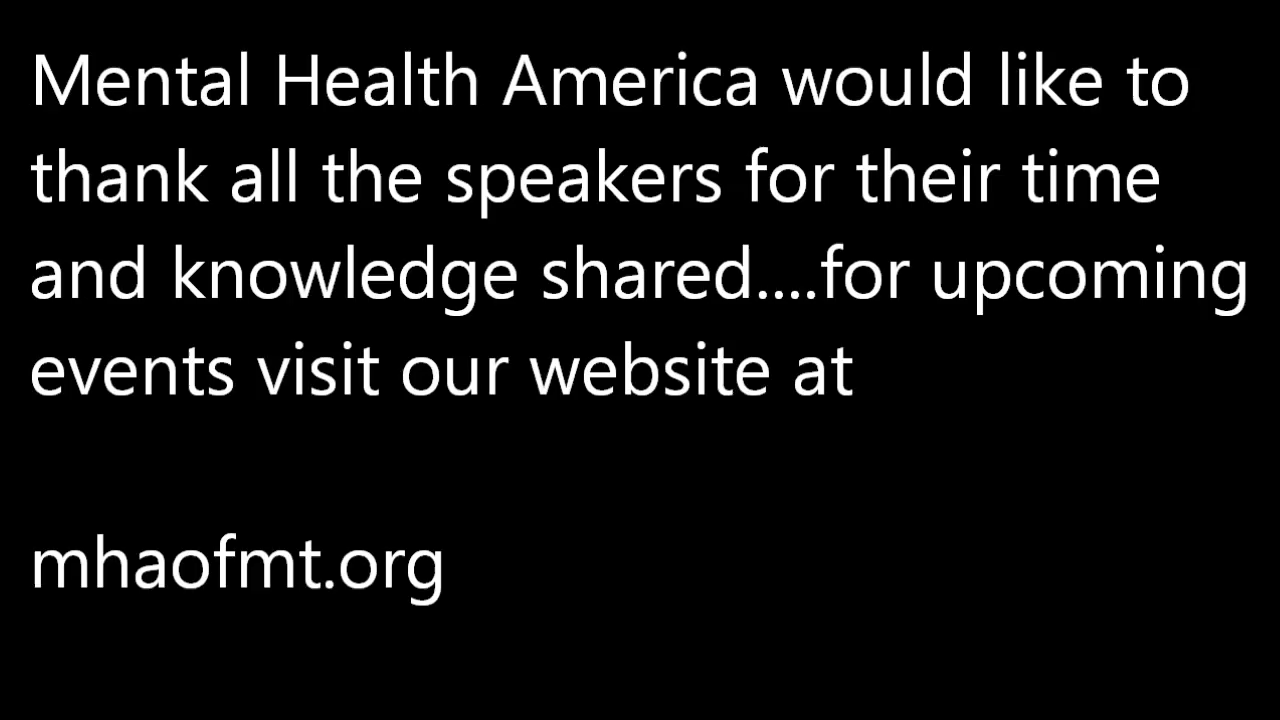 Mental Health America would like to
thank all the speakers for their time
and knowledge shared....for upcoming
events visit our website at
mhaofmt.org